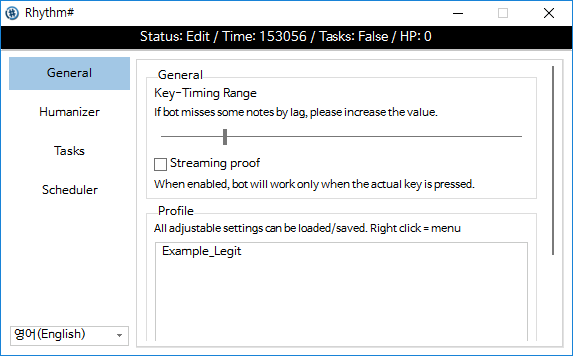 Rhythm#
Status: Edit / Time: 153056 / Tasks: False / HP: 0
General
Humanizer
Tasks
Scheduler
영어(English)
General
Key-Timing Range
If bot misses some notes by lag, please increase the value.
Streaming proof
When enabled, bot will work only when the actual key is pressed.
Profile
All adjustable settings can be loaded/saved. Right click = menu
Example_Legit